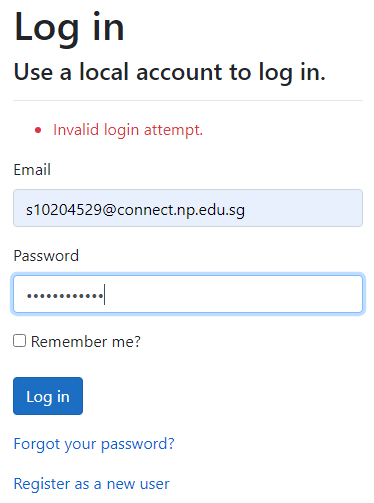 Log in
Use a local account to log in.
Invalid login attempt.
Email
s10204529@connect.np.edu.sg
Password
••••••••••••
Remember me?
Log in
Forgot your password?
Register as a new user